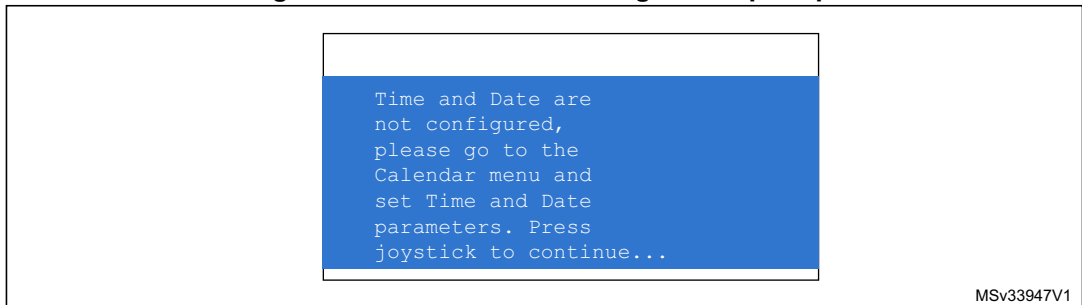 Time and Date are
not configured,
please go to the
Calendar menu and
set Time and Date
parameters. Press
joystick to continue...
MSv33947V1